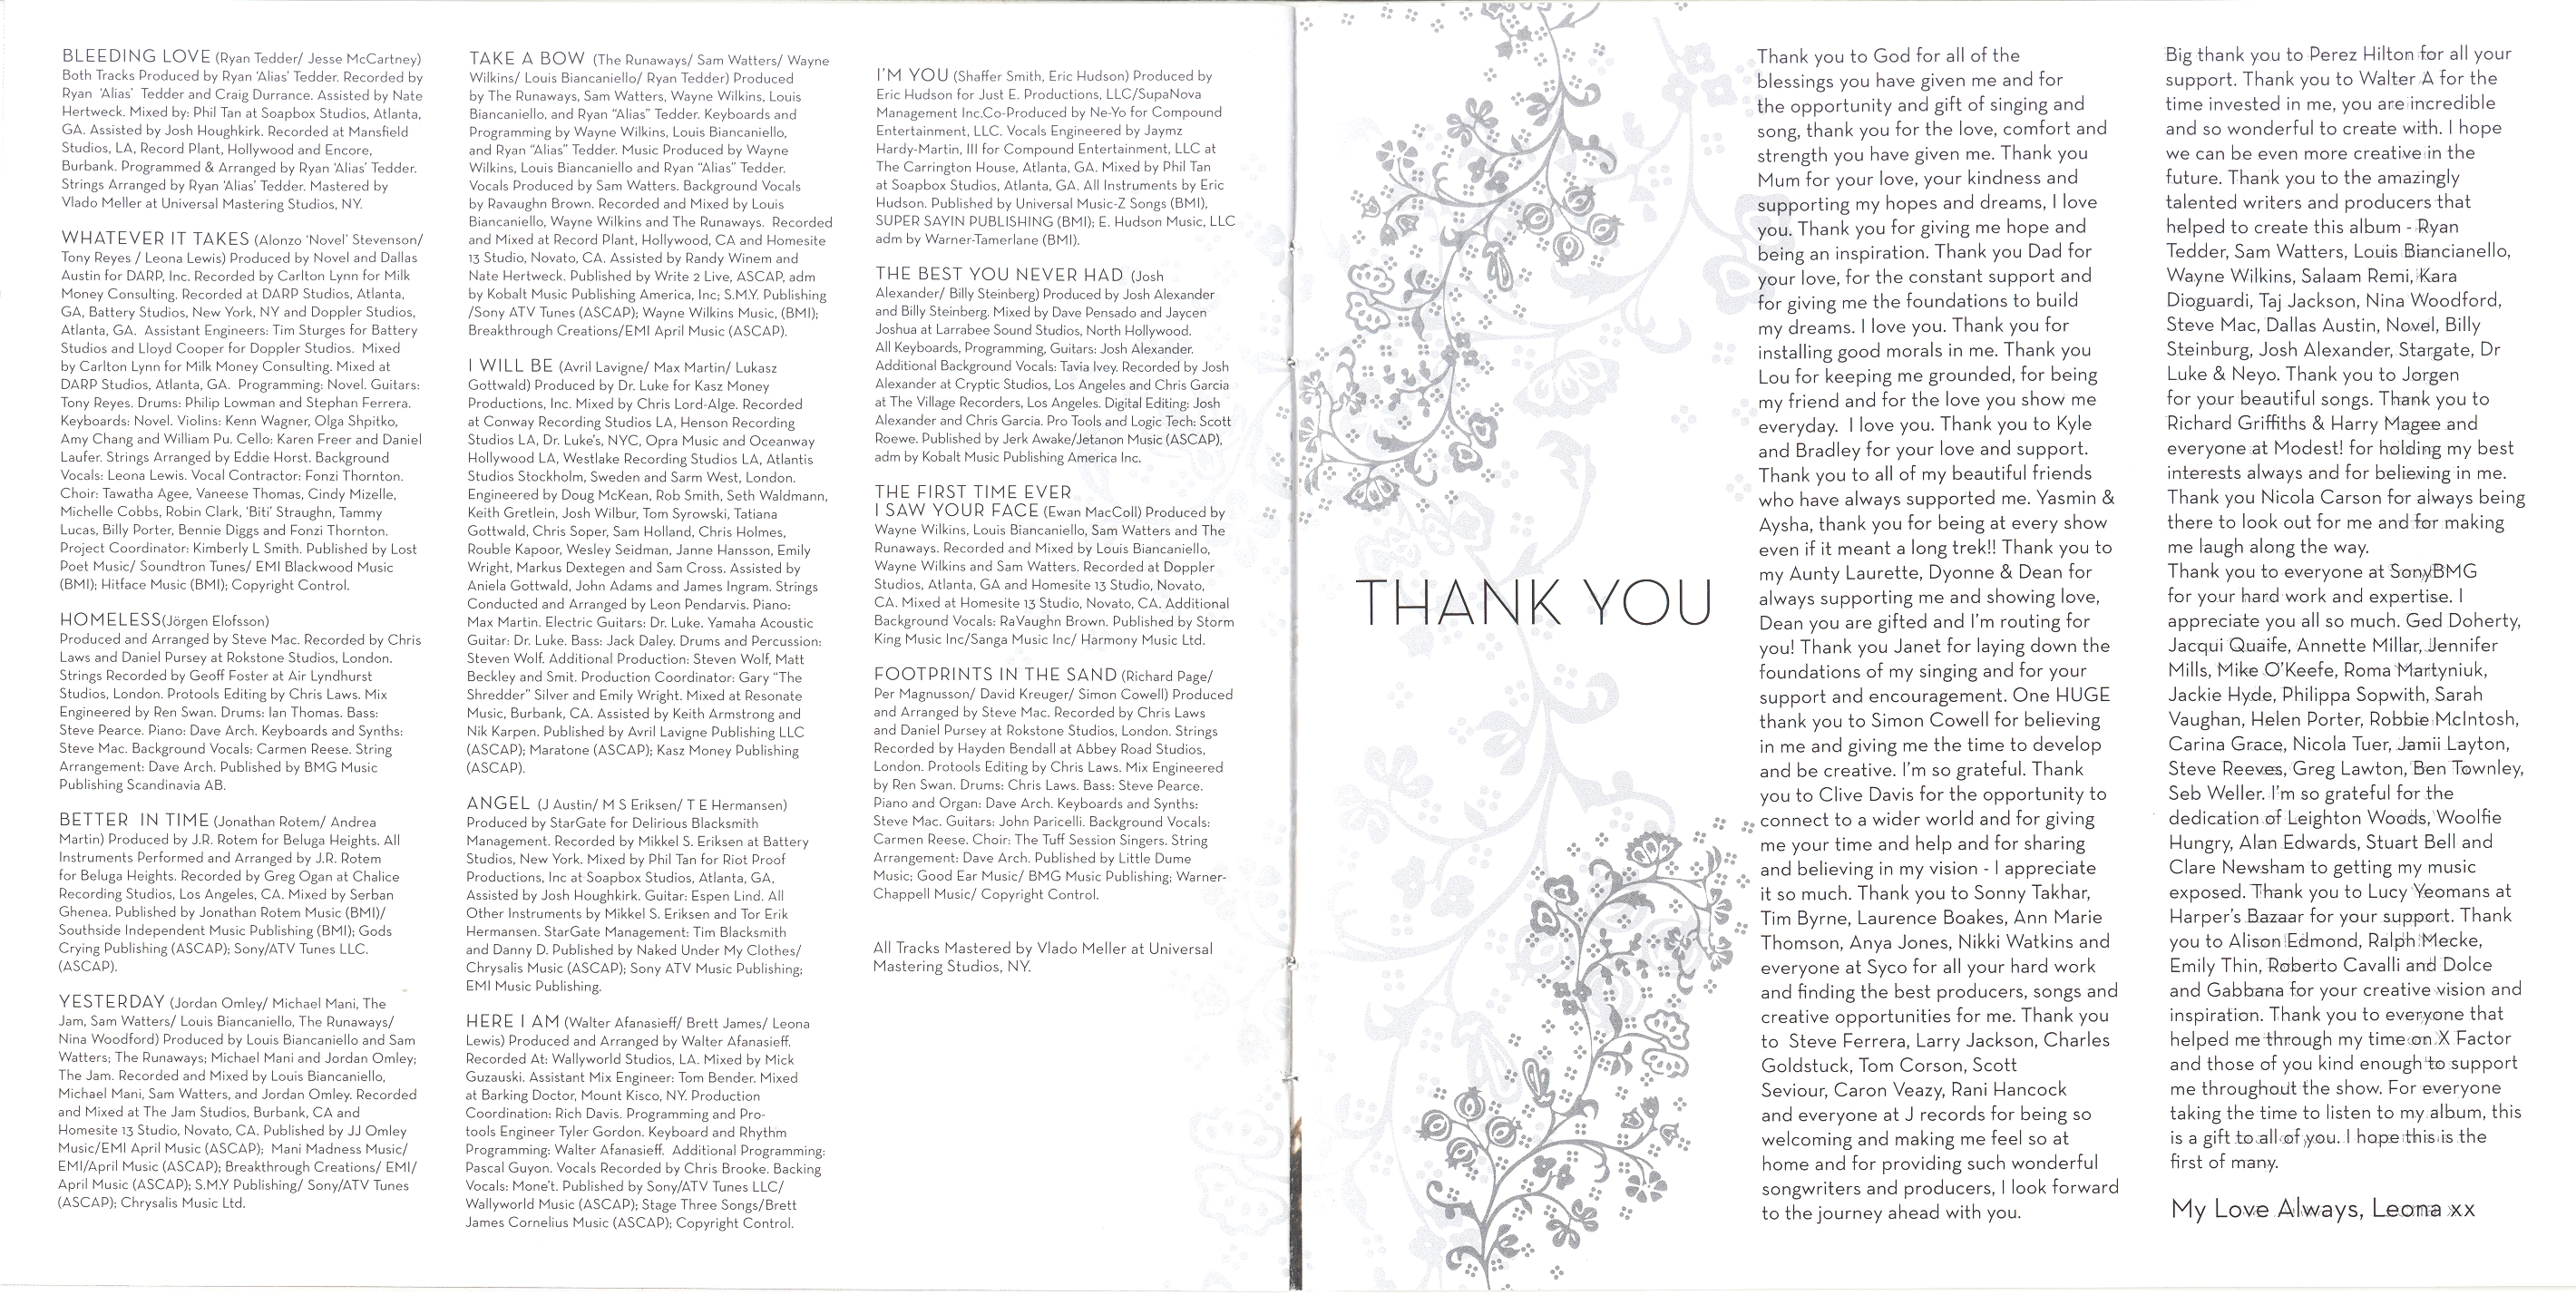 BLEEDING LOVE (Ryan Tedder/ Jesse McCartney)
Both Tracks Produced by Ryan 'Alias' Tedder. Recorded by
Ryan 'Alias' Tedder and Craig Durrance. Assisted by Nate
Hertweck. Mixed by: Phil Tan at Soapbox Studios, Atlanta,
GA. Assisted by Josh Houghkirk. Recorded at Mansfield
Studios, LA, Record Plant, Hollywood and Encore,
Burbank. Programmed & Arranged by Ryan 'Alias' Tedder.
Strings Arranged by Ryan 'Alias' Tedder. Mastered by
Vlado Meller at Universal Mastering Studios, NY.
WHATEVER IT TAKES (Alonzo 'Novel' Stevenson/
Tony Reyes / Leona Lewis) Produced by Novel and Dallas
Austin for DARP, Inc. Recorded by Carlton Lynn for Milk
Money Consulting. Recorded at DARP Studios, Atlanta,
GA, Battery Studios, New York, NY and Doppler Studios,
Atlanta, GA. Assistant Engineers: Tim Sturges for Battery
Studios and Lloyd Cooper for Doppler Studios. Mixed
by Carlton Lynn for Milk Money Consulting. Mixed at
DARP Studios, Atlanta, GA. Programming: Novel. Guitars:
Tony Reyes. Drums: Philip Lowman and Stephan Ferrera.
Keyboards: Novel. Violins: Kenn Wagner, Olga Shpitko,
Amy Chang and William Pu. Cello: Karen Freer and Daniel
Laufer. Strings Arranged by Eddie Horst. Background
Vocals: Leona Lewis. Vocal Contractor: Fonzi Thornton.
Choir: Tawatha Agee, Vaneese Thomas, Cindy Mizelle,
Michelle Cobbs, Robin Clark, 'Biti' Straughn, Tammy
Lucas, Billy Porter, Bennie Diggs and Fonzi Thornton.
Project Coordinator: Kimberly L Smith. Published by Lost
Poet Music/ Soundtron Tunes/ EMI Blackwood Music
(BMI); Hitface Music (BMI); Copyright Control.
HOMELESS(Jörgen Elofsson)
Produced and Arranged by Steve Mac. Recorded by Chris
Laws and Daniel Pursey at Rokstone Studios, London.
Strings Recorded by Geoff Foster at Air Lyndhurst
Studios, London. Protools Editing by Chris Laws. Mix
Engineered by Ren Swan. Drums: Ian Thomas. Bass:
Steve Pearce. Piano: Dave Arch. Keyboards and Synths:
Steve Mac. Background Vocals: Carmen Reese. String
Arrangement: Dave Arch. Published by BMG Music
Publishing Scandinavia AB.
BETTER IN TIME (Jonathan Rotem/ Andrea
Martin) Produced by J.R. Rotem for Beluga Heights. All
Instruments Performed and Arranged by J.R. Rotem
for Beluga Heights. Recorded by Greg Ogan at Chalice
Recording Studios, Los Angeles, CA. Mixed by Serban
Ghenea. Published by Jonathan Rotem Music (BMI)/
Southside Independent Music Publishing (BMI); Gods
Crying Publishing (ASCAP); Sony/ATV Tunes LLC.
(ASCAP).
YESTERDAY (Jordan Omley/ Michael Mani, The
Jam, Sam Watters/ Louis Biancaniello, The Runaways/
Nina Woodford) Produced by Louis Biancaniello and Sam
Watters; The Runaways; Michael Mani and Jordan Omley;
The Jam. Recorded and Mixed by Louis Biancaniello,
Michael Mani, Sam Watters, and Jordan Omley. Recorded
and Mixed at The Jam Studios, Burbank, CA and
Homesite 13 Studio, Novato, CA. Published by JJ Omley
Music/EMI April Music (ASCAP); Mani Madness Music/
EMI/April Music (ASCAP); Breakthrough Creations/ EMI/
April Music (ASCAP); S.M.Y Publishing/ Sony/ATV Tunes
(ASCAP); Chrysalis Music Ltd.
TAKE A BOW (The Runaways/ Sam Watters/ Wayne
Wilkins/ Louis Biancaniello/ Ryan Tedder) Produced
by The Runaways, Sam Watters, Wayne Wilkins, Louis
Biancaniello, and Ryan "Alias" Tedder. Keyboards and
Programming by Wayne Wilkins, Louis Biancaniello,
and Ryan "Alias" Tedder. Music Produced by Wayne
Wilkins, Louis Biancaniello and Ryan "Alias" Tedder.
Vocals Produced by Sam Watters. Background Vocals
by Ravaughn Brown. Recorded and Mixed by Louis
Biancaniello, Wayne Wilkins and The Runaways. Recorded
and Mixed at Record Plant, Hollywood, CA and Homesite
13 Studio, Novato, CA. Assisted by Randy Winem and
Nate Hertweck. Published by Write 2 Live, ASCAP, adm
by Kobalt Music Publishing America, Inc; S.M.Y. Publishing
/Sony ATV Tunes (ASCAP); Wayne Wilkins Music, (BMI);
Breakthrough Creations/EMI April Music (ASCAP).
I WILL BE (Avril Lavigne/ Max Martin/ Lukasz
Gottwald) Produced by Dr. Luke for Kasz Money
Productions, Inc. Mixed by Chris Lord-Alge. Recorded
at Conway Recording Studios LA, Henson Recording
Studios LA, Dr. Luke's, NYC, Opra Music and Oceanway
Hollywood LA, Westlake Recording Studios LA, Atlantis
Studios Stockholm, Sweden and Sarm West, London.
Engineered by Doug McKean, Rob Smith, Seth Waldmann,
Keith Gretlein, Josh Wilbur, Tom Syrowski, Tatiana
Gottwald, Chris Soper, Sam Holland, Chris Holmes,
Rouble Kapoor, Wesley Seidman, Janne Hansson, Emily
Wright, Markus Dextegen and Sam Cross. Assisted by
Aniela Gottwald, John Adams and James Ingram. Strings
Conducted and Arranged by Leon Pendarvis. Piano:
Max Martin. Electric Guitars: Dr. Luke. Yamaha Acoustic
Guitar: Dr. Luke. Bass: Jack Daley. Drums and Percussion:
Steven Wolf. Additional Production: Steven Wolf, Matt
Beckley and Smit. Production Coordinator: Gary "The
Shredder" Silver and Emily Wright. Mixed at Resonate
Music, Burbank, CA. Assisted by Keith Armstrong and
Nik Karpen. Published by Avril Lavigne Publishing LLC
(ASCAP); Maratone (ASCAP); Kasz Money Publishing
(ASCAP).
ANGEL (J Austin/ M S Eriksen/ T E Hermansen)
Produced by StarGate for Delirious Blacksmith
Management. Recorded by Mikkel S. Eriksen at Battery
Studios, New York. Mixed by Phil Tan for Riot Proof
Productions, Inc at Soapbox Studios, Atlanta, GA,
Assisted by Josh Houghkirk. Guitar: Espen Lind. All
Other Instruments by Mikkel S. Eriksen and Tor Erik
Hermansen. StarGate Management: Tim Blacksmith
and Danny D. Published by Naked Under My Clothes/
Chrysalis Music (ASCAP); Sony ATV Music Publishing;
EMI Music Publishing.
HERE I AM (Walter Afanasieff/ Brett James/ Leona
Lewis) Produced and Arranged by Walter Afanasieff.
Recorded At: Wallyworld Studios, LA. Mixed by Mick
Guzauski. Assistant Mix Engineer: Tom Bender. Mixed
at Barking Doctor, Mount Kisco, NY. Production
Coordination: Rich Davis. Programming and Pro-
tools Engineer Tyler Gordon. Keyboard and Rhythm
Programming: Walter Afanasieff. Additional Programming:
Pascal Guyon. Vocals Recorded by Chris Brooke. Backing
Vocals: Mone't. Published by Sony/ATV Tunes LLC/
Wallyworld Music (ASCAP); Stage Three Songs/Brett
James Cornelius Music (ASCAP); Copyright Control.
I'M YOU (Shaffer Smith, Eric Hudson) Produced by
Eric Hudson for Just E. Productions, LLC/SupaNova
Management Inc.Co-Produced by Ne-Yo for Compound
Entertainment, LLC. Vocals Engineered by Jaymz
Hardy-Martin, III for Compound Entertainment, LLC at
The Carrington House, Atlanta, GA. Mixed by Phil Tan
at Soapbox Studios, Atlanta, GA. All Instruments by Eric
Hudson. Published by Universal Music-Z Songs (BMI),
SUPER SAYIN PUBLISHING (BMI); E. Hudson Music, LLC
adm by Warner-Tamerlane (BMI).
THE BEST YOU NEVER HAD (Josh
Alexander/ Billy Steinberg) Produced by Josh Alexander
and Billy Steinberg. Mixed by Dave Pensado and Jaycen
Joshua at Larrabee Sound Studios, North Hollywood.
All Keyboards, Programming, Guitars: Josh Alexander.
Additional Background Vocals: Tavia Ivey. Recorded by Josh
Alexander at Cryptic Studios, Los Angeles and Chris Garcia
at The Village Recorders, Los Angeles. Digital Editing: Josh
Alexander and Chris Garcia. Pro Tools and Logic Tech: Scott
Roewe. Published by Jerk Awake/Jetanon Music (ASCAP),
adm by Kobalt Music Publishing America Inc.
THE FIRST TIME EVER
I SAW YOUR FACE (Ewan MacColl) Produced by
Wayne Wilkins, Louis Biancaniello, Sam Watters and The
Runaways. Recorded and Mixed by Louis Biancaniello,
Wayne Wilkins and Sam Watters. Recorded at Doppler
Studios, Atlanta, GA and Homesite 13 Studio, Novato,
CA. Mixed at Homesite 13 Studio, Novato, CA. Additional
Background Vocals: RaVaughn Brown. Published by Storm
King Music Inc/Sanga Music Inc/ Harmony Music Ltd.
FOOTPRINTS IN THE SAND (Richard Page/
Per Magnusson/ David Kreuger/ Simon Cowell) Produced
and Arranged by Steve Mac. Recorded by Chris Laws
and Daniel Pursey at Rokstone Studios, London. Strings
Recorded by Hayden Bendall at Abbey Road Studios,
London. Protools Editing by Chris Laws. Mix Engineered
by Ren Swan. Drums: Chris Laws. Bass: Steve Pearce.
Piano and Organ: Dave Arch. Keyboards and Synths:
Steve Mac. Guitars: John Paricelli. Background Vocals:
Carmen Reese. Choir: The Tuff Session Singers. String
Arrangement: Dave Arch. Published by Little Dume
Music; Good Ear Music/ BMG Music Publishing; Warner-
Chappell Music/ Copyright Control.
All Tracks Mastered by Vlado Meller at Universal
Mastering Studios, NY.
THANK YOU
Thank you to God for all of the
blessings you have given me and for
the opportunity and gift of singing and
song, thank you for the love, comfort and
strength you have given me. Thank you
Mum for your love, your kindness and
supporting my hopes and dreams, I love
you. Thank you for giving me hope and
being an inspiration. Thank you Dad for
your love, for the constant support and
for giving me the foundations to build
my dreams. I love you. Thank you for
installing good morals in me. Thank you
Lou for keeping me grounded, for being
my friend and for the love you show me
everyday. I love you. Thank you to Kyle
and Bradley for your love and support.
Thank you to all of my beautiful friends
who have always supported me. Yasmin &
Aysha, thank you for being at every show
even if it meant a long trek!! Thank you to
my Aunty Laurette, Dyonne & Dean for
always supporting me and showing love,
Dean you are gifted and I'm routing for
you! Thank you Janet for laying down the
foundations of my singing and for your
support and encouragement. One HUGE
thank you to Simon Cowell for believing
in me and giving me the time to develop
and be creative. I'm so grateful. Thank
you to Clive Davis for the opportunity to
connect to a wider world and for giving
me your time and help and for sharing
and believing in my vision - I appreciate
it so much. Thank you to Sonny Takhar,
Tim Byrne, Laurence Boakes, Ann Marie
Thomson, Anya Jones, Nikki Watkins and
everyone at Syco for all your hard work
and finding the best producers, songs and
creative opportunities for me. Thank you
to Steve Ferrera, Larry Jackson, Charles
Goldstuck, Tom Corson, Scott
Seviour, Caron Veazy, Rani Hancock
and everyone at J records for being so
welcoming and making me feel so at
home and for providing such wonderful
songwriters and producers, I look forward
to the journey ahead with you.
Big thank you to Perez Hilton for all your
support. Thank you to Walter A for the
time invested in me, you are incredible
and so wonderful to create with. I hope
we can be even more creative in the
future. Thank you to the amazingly
talented writers and producers that
helped to create this album - Ryan
Tedder, Sam Watters, Louis Biancianello,
Wayne Wilkins, Salaam Remi, Kara
Dioguardi, Taj Jackson, Nina Woodford,
Steve Mac, Dallas Austin, Novel, Billy
Steinburg, Josh Alexander, Stargate, Dr
Luke & Neyo. Thank you to Jorgen
for your beautiful songs. Thank you to
Richard Griffiths & Harry Magee and
everyone at Modest! for holding my best
interests always and for believing in me.
Thank you Nicola Carson for always being
there to look out for me and for making
me laugh along the way.
Thank you to everyone at SonyBMG
for your hard work and expertise. I
appreciate you all so much. Ged Doherty,
Jacqui Quaife, Annette Millar, Jennifer
Mills, Mike O'Keefe, Roma Martyniuk,
Jackie Hyde, Philippa Sopwith, Sarah
Vaughan, Helen Porter, Robbie McIntosh,
Carina Grace, Nicola Tuer, Jamii Layton,
Steve Reeves, Greg Lawton, Ben Townley,
Seb Weller. I'm so grateful for the
dedication of Leighton Woods, Woolfie
Hungry, Alan Edwards, Stuart Bell and
Clare Newsham to getting my music
exposed. Thank you to Lucy Yeomans at
Harper's Bazaar for your support. Thank
you to Alison Edmond, Ralph Mecke,
Emily Thin, Roberto Cavalli and Dolce
and Gabbana for your creative vision and
inspiration. Thank you to everyone that
helped me through my time on X Factor
and those of you kind enough to support
me throughout the show. For everyone
taking the time to listen to my album, this
is a gift to all of you. I hope this is the
first of many.
My Love Always, Leona xx